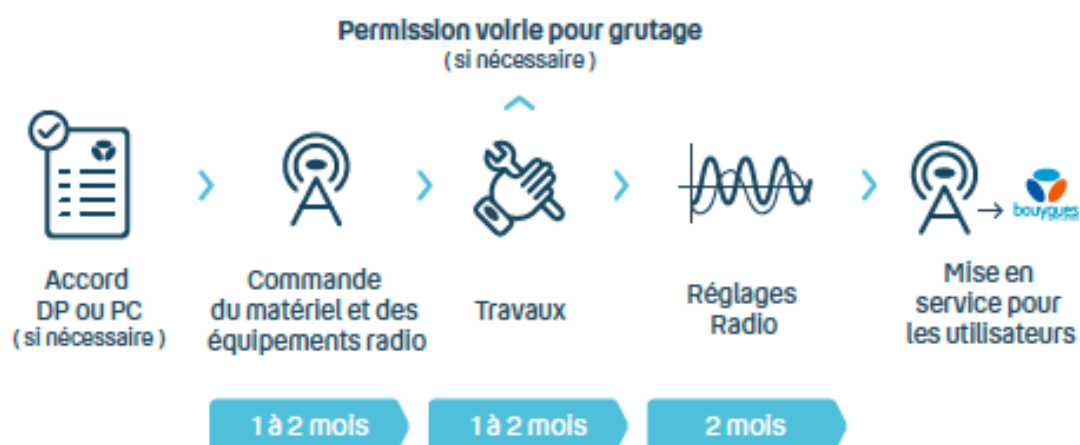 Permission voirie pour grutage
( si nécessaire )
Accord
DP ou PC
( si nécessaire )
Commande
du matériel et des
équipements radio
Travaux
Réglages
Radio
bouygues
Mise en
service pour
les utilisateurs
1 à 2 mois
1 à 2 mois
2 mois